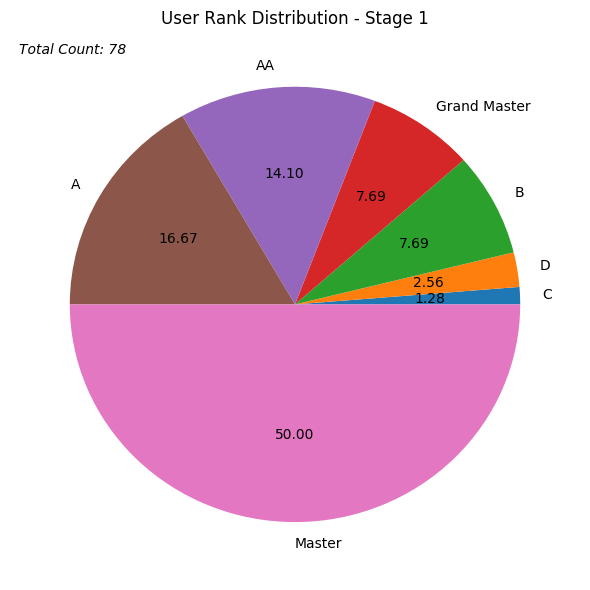 User Rank Distribution - Stage 1
Total Count: 78
AA
Grand Master
14.10
A
B
7.69
16.67
7.69
D
2.56
C
1.28
50.00
Master